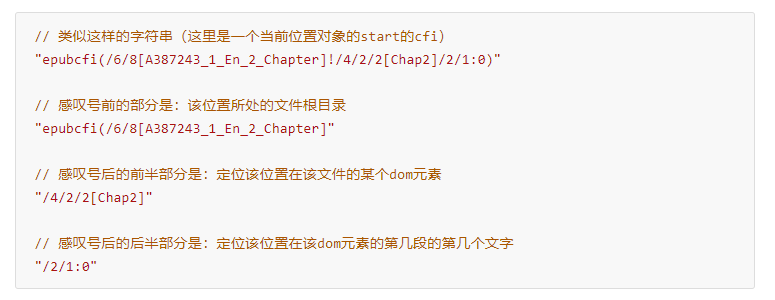 // 类似这样的字符串（这里是一个当前位置对象的start的cfi）
"epubcfi(/6/8[A387243_1_En_2_Chapter]!/4/2/2[Chap2]/2/1:0)"
// 感叹号前的部分是：该位置所处的文件根目录
"epubcfi(/6/8[A387243_1_En_2_Chapter]"
// 感叹号后的前半部分是：定位该位置在该文件的某个dom元素
"/4/2/2[Chap2]"
// 感叹号后的后半部分是：定位该位置在该dom元素的第几段的第几个文字
"/2/1:0"